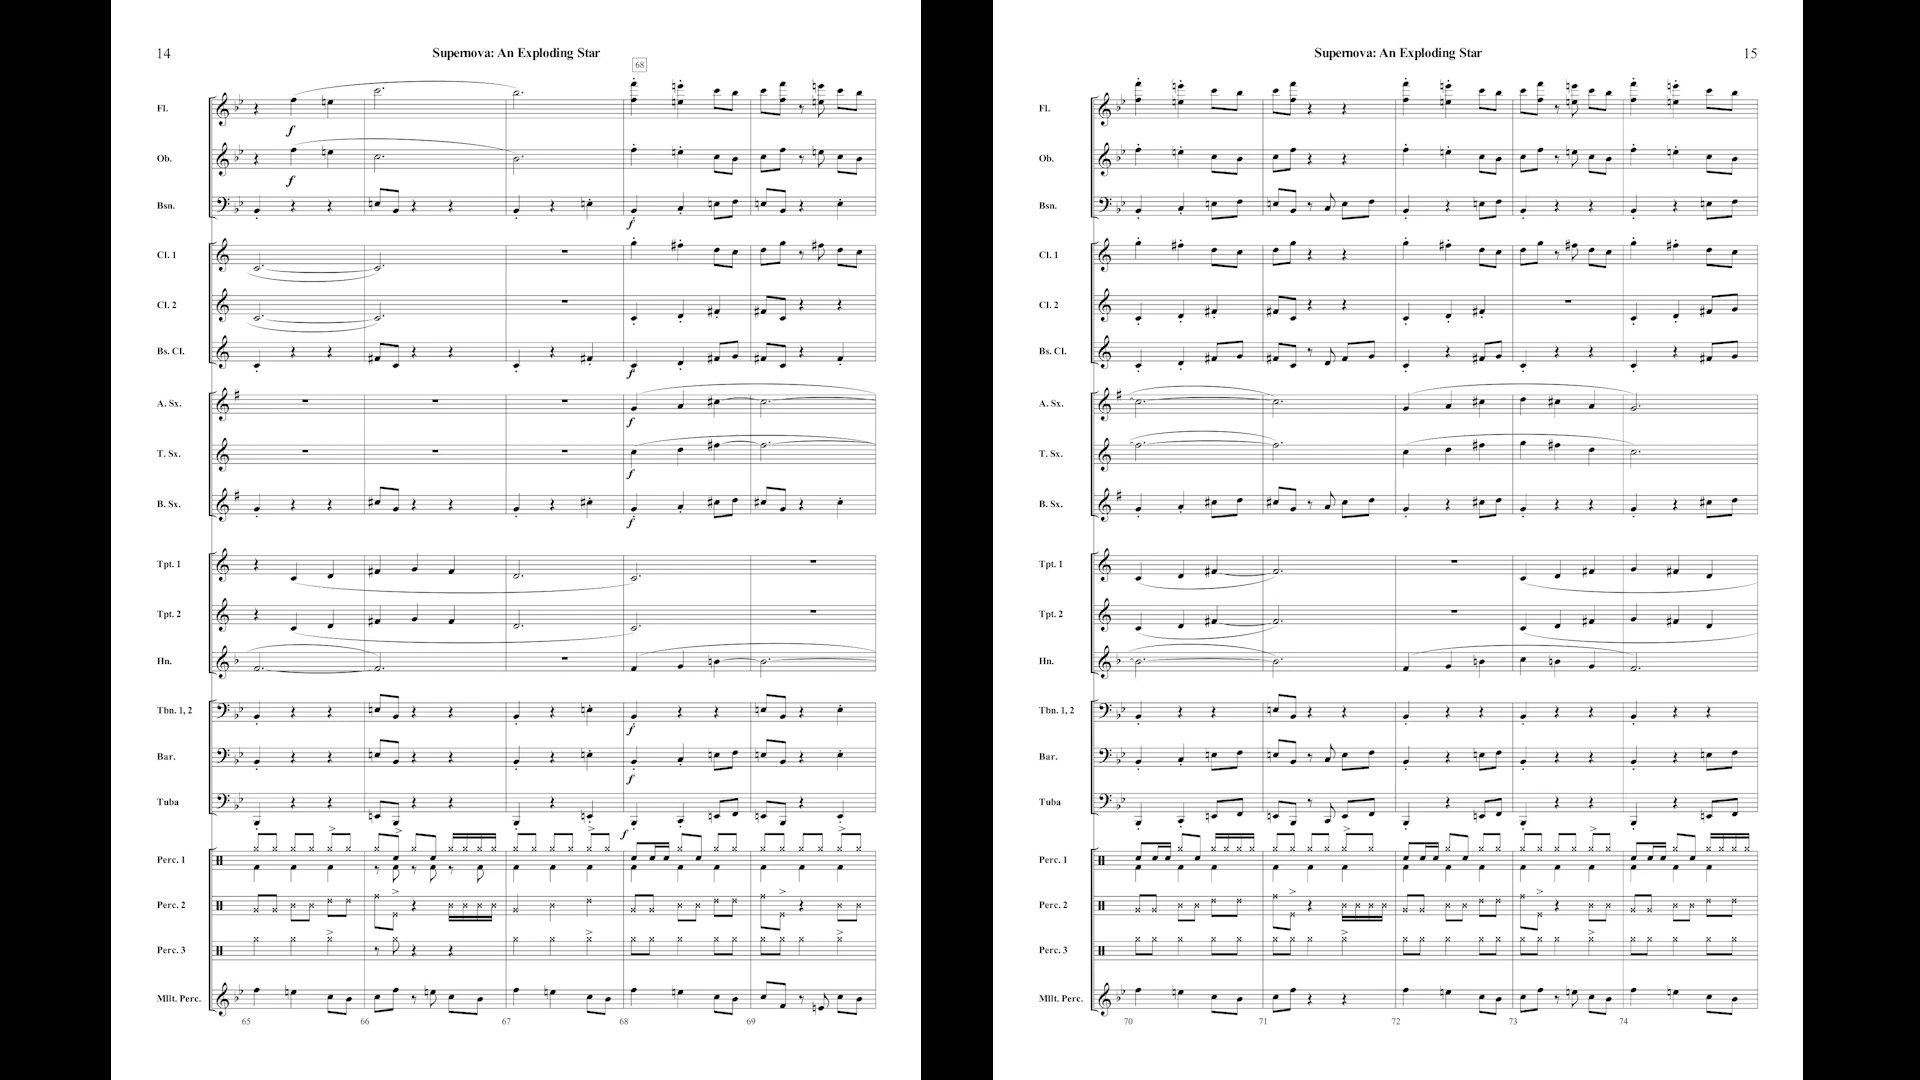 14
Supernova: An Exploding Star
68
Fl.
f
Ob.
f
Bsn.
f
Cl. 1
Cl. 2
Bs. Cl.
f
A. Sx.
f
T. Sx.
f
B. Sx.
f
Tpt. 1
Tpt. 2
Hn.
Tbn. 1, 2
f
Bar.
f
Tuba
f
Perc. 1
Perc. 2
Perc. 3
Mllt. Perc.
65 66 67 68 69
Supernova: An Exploding Star
15
Fl.
Ob.
Bsn.
Cl. 1
Cl. 2
Bs. Cl.
A. Sx.
T. Sx.
B. Sx.
Tpt. 1
Tpt. 2
Hn.
Tbn. 1, 2
Bar.
Tuba
Perc. 1
Perc. 2
Perc. 3
Mllt. Perc.
70 71 72 73 74